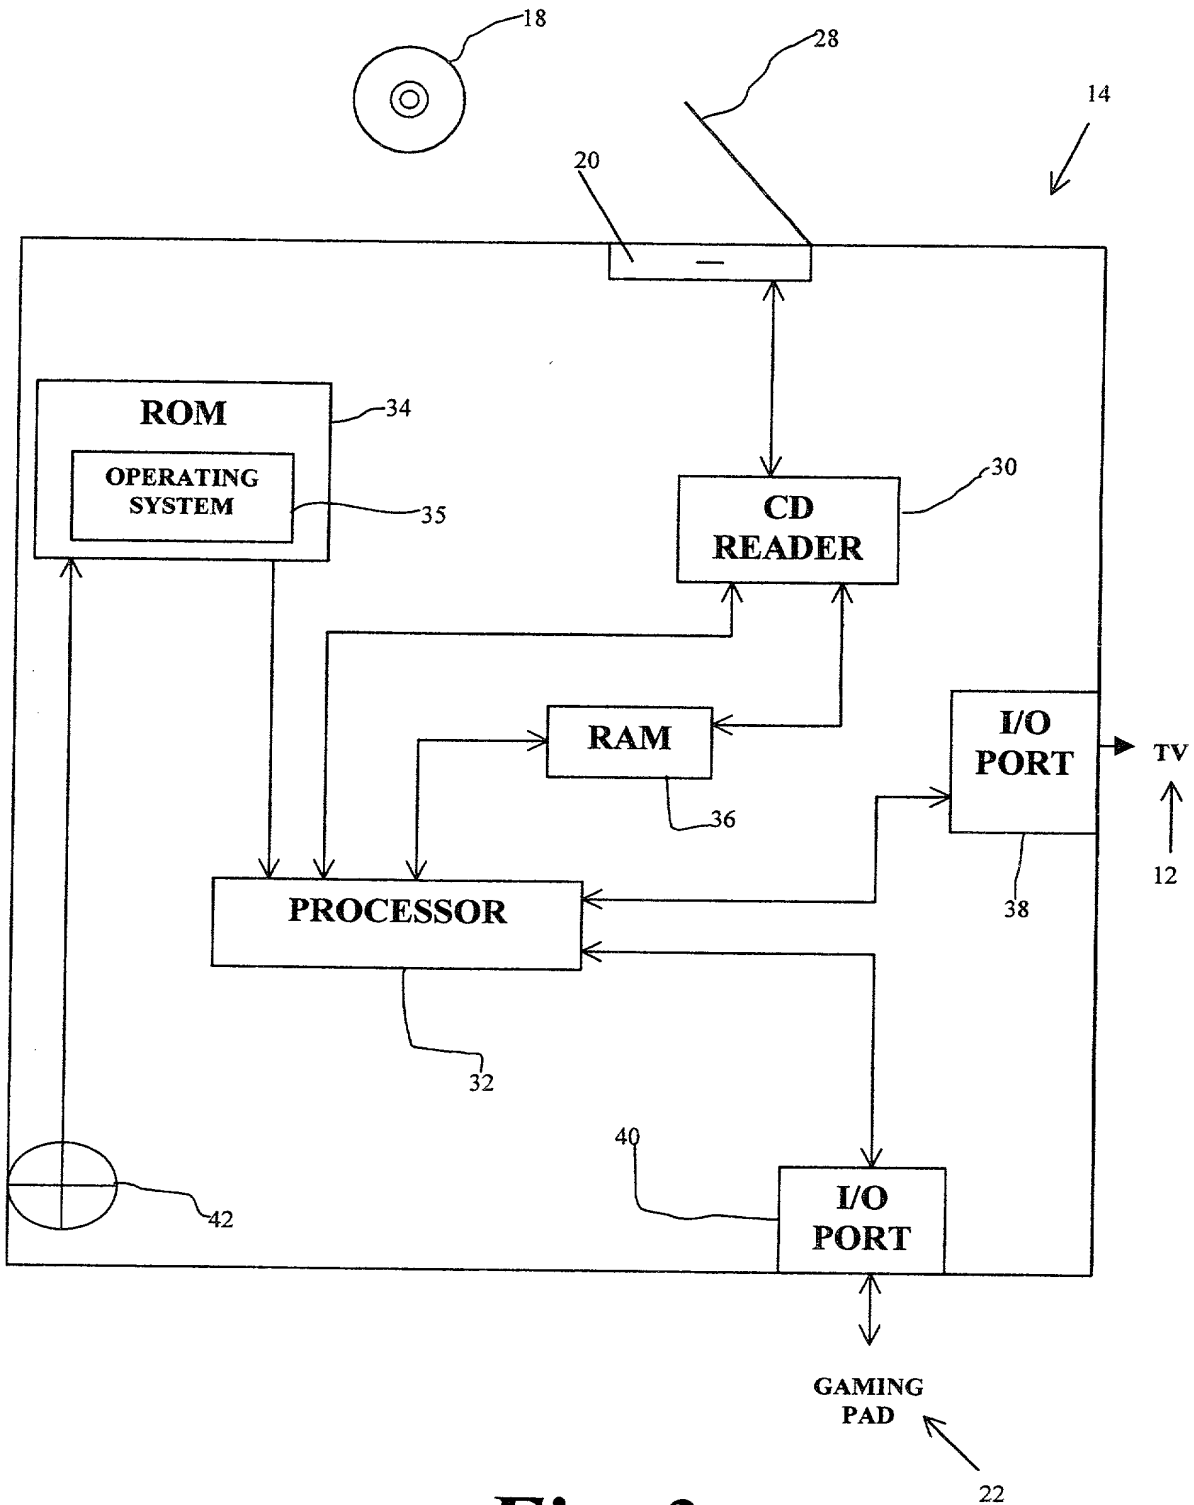 18
28
14
20
ROM
34
OPERATING
SYSTEM
35
30
CD
READER
I/O
PORT
TV
RAM
36
12
38
PROCESSOR
32
40
I/O
PORT
42
GAMING
PAD
22